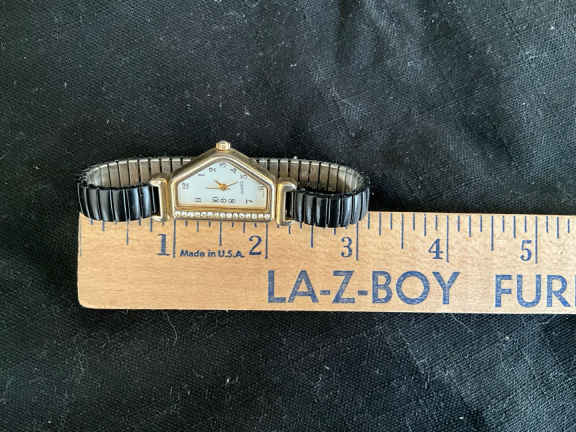 1 2 3 4 5
Made in U.S.A.
LA-Z-BOY FUR